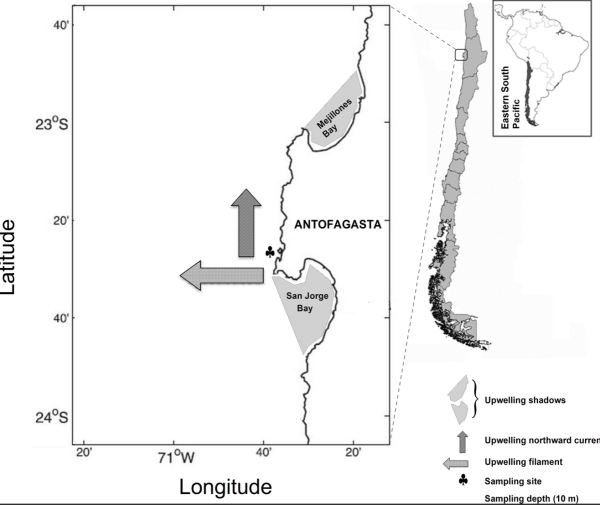 40'
23°S
20'
40'
24°S
Latitude
20'
71°W
40'
20'
Longitude
Mejillones
Bay
ANTOFAGASTA
San Jorge
Bay
Eastern South
Pacific
Upwelling shadows
Upwelling northward curren
Upwelling filament
Sampling site
Sampling depth (10 m)